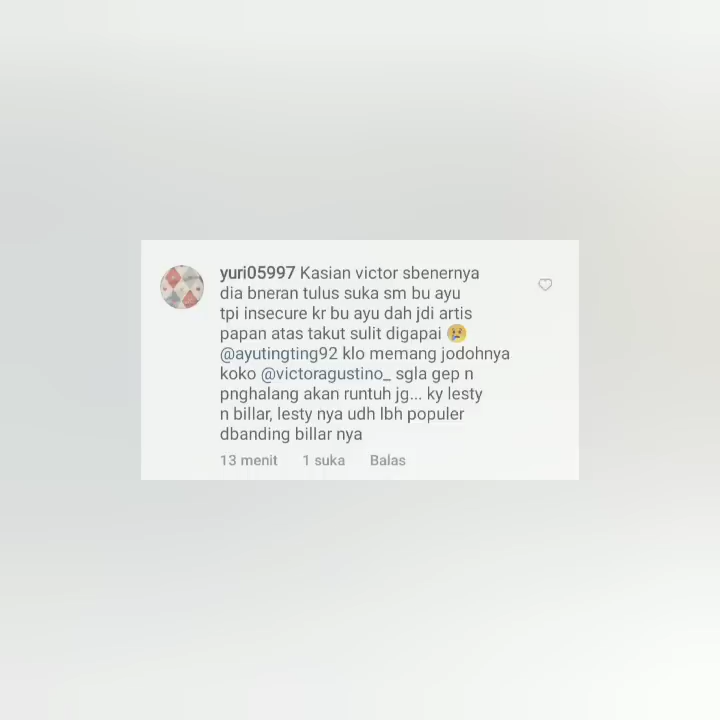 yuri05997 Kasian victor sbenernya
dia bneran tulus suka sm bu ayu
tpi insecure kr bu ayu dah jdi artis
papan atas takut sulit digapai 😢
@ayutingting92 klo memang jodohnya
koko @victoragustino_ sgla gep n
pnghalang akan runtuh jg... ky lesty
n billar, lesty nya udh lbh populer
dbanding billar nya
13 menit 1 suka Balas